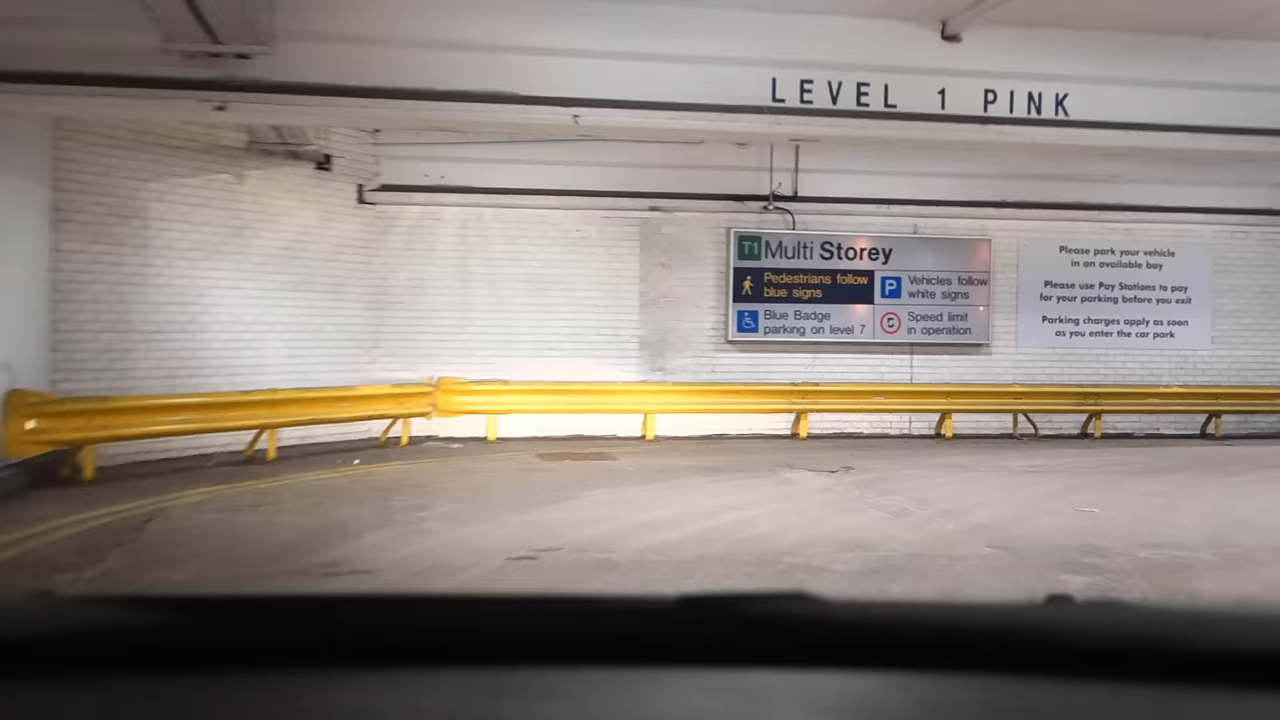 LEVEL 1 PINK
T1 Multi Storey
Pedestrians follow
blue signs
P Vehicles follow
white signs
Blue Badge
parking on level 7
5 Speed limit
in operation
Please park your vehicle
in an available bay
Please use Pay Stations to pay
for your parking before you exit
Parking charges apply as soon
as you enter the car park